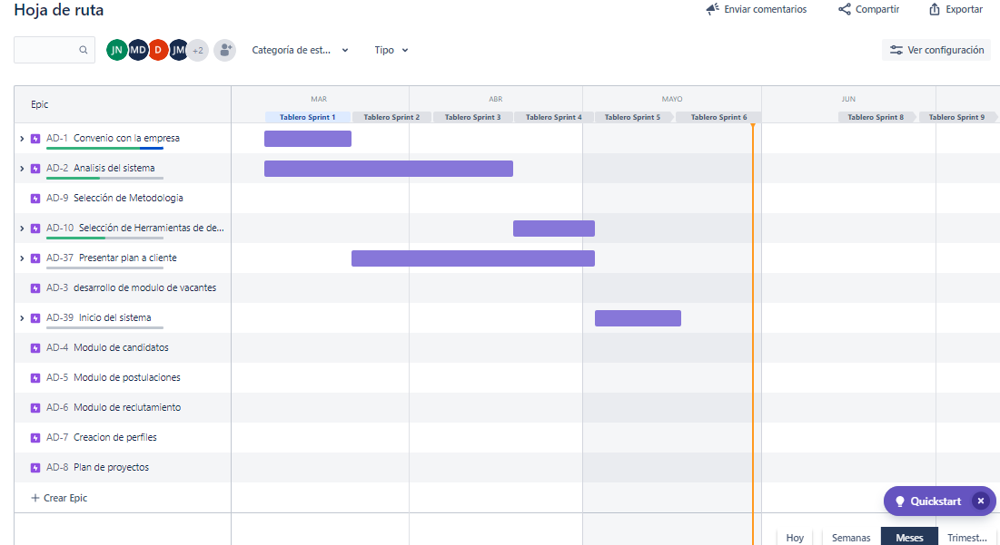 Hoja de ruta
Enviar comentarios
Compartir
Exportar
JN MD D JM +2
Categoría de est...
Tipo
Ver configuración
Epic
MAR ABR MAYO JUN
Tablero Sprint 1 Tablero Sprint 2 Tablero Sprint 3 Tablero Sprint 4 Tablero Sprint 5 Tablero Sprint 6 Tablero Sprint 8 Tablero Sprint 9
AD-1 Convenio con la empresa
AD-2 Analisis del sistema
AD-9 Selección de Metodologia
AD-10 Selección de Herramientas de de...
AD-37 Presentar plan a cliente
AD-3 desarrollo de modulo de vacantes
AD-39 Inicio del sistema
AD-4 Modulo de candidatos
AD-5 Modulo de postulaciones
AD-6 Modulo de reclutamiento
AD-7 Creacion de perfiles
AD-8 Plan de proyectos
+ Crear Epic
Quickstart
Hoy Semanas Meses Trimest...